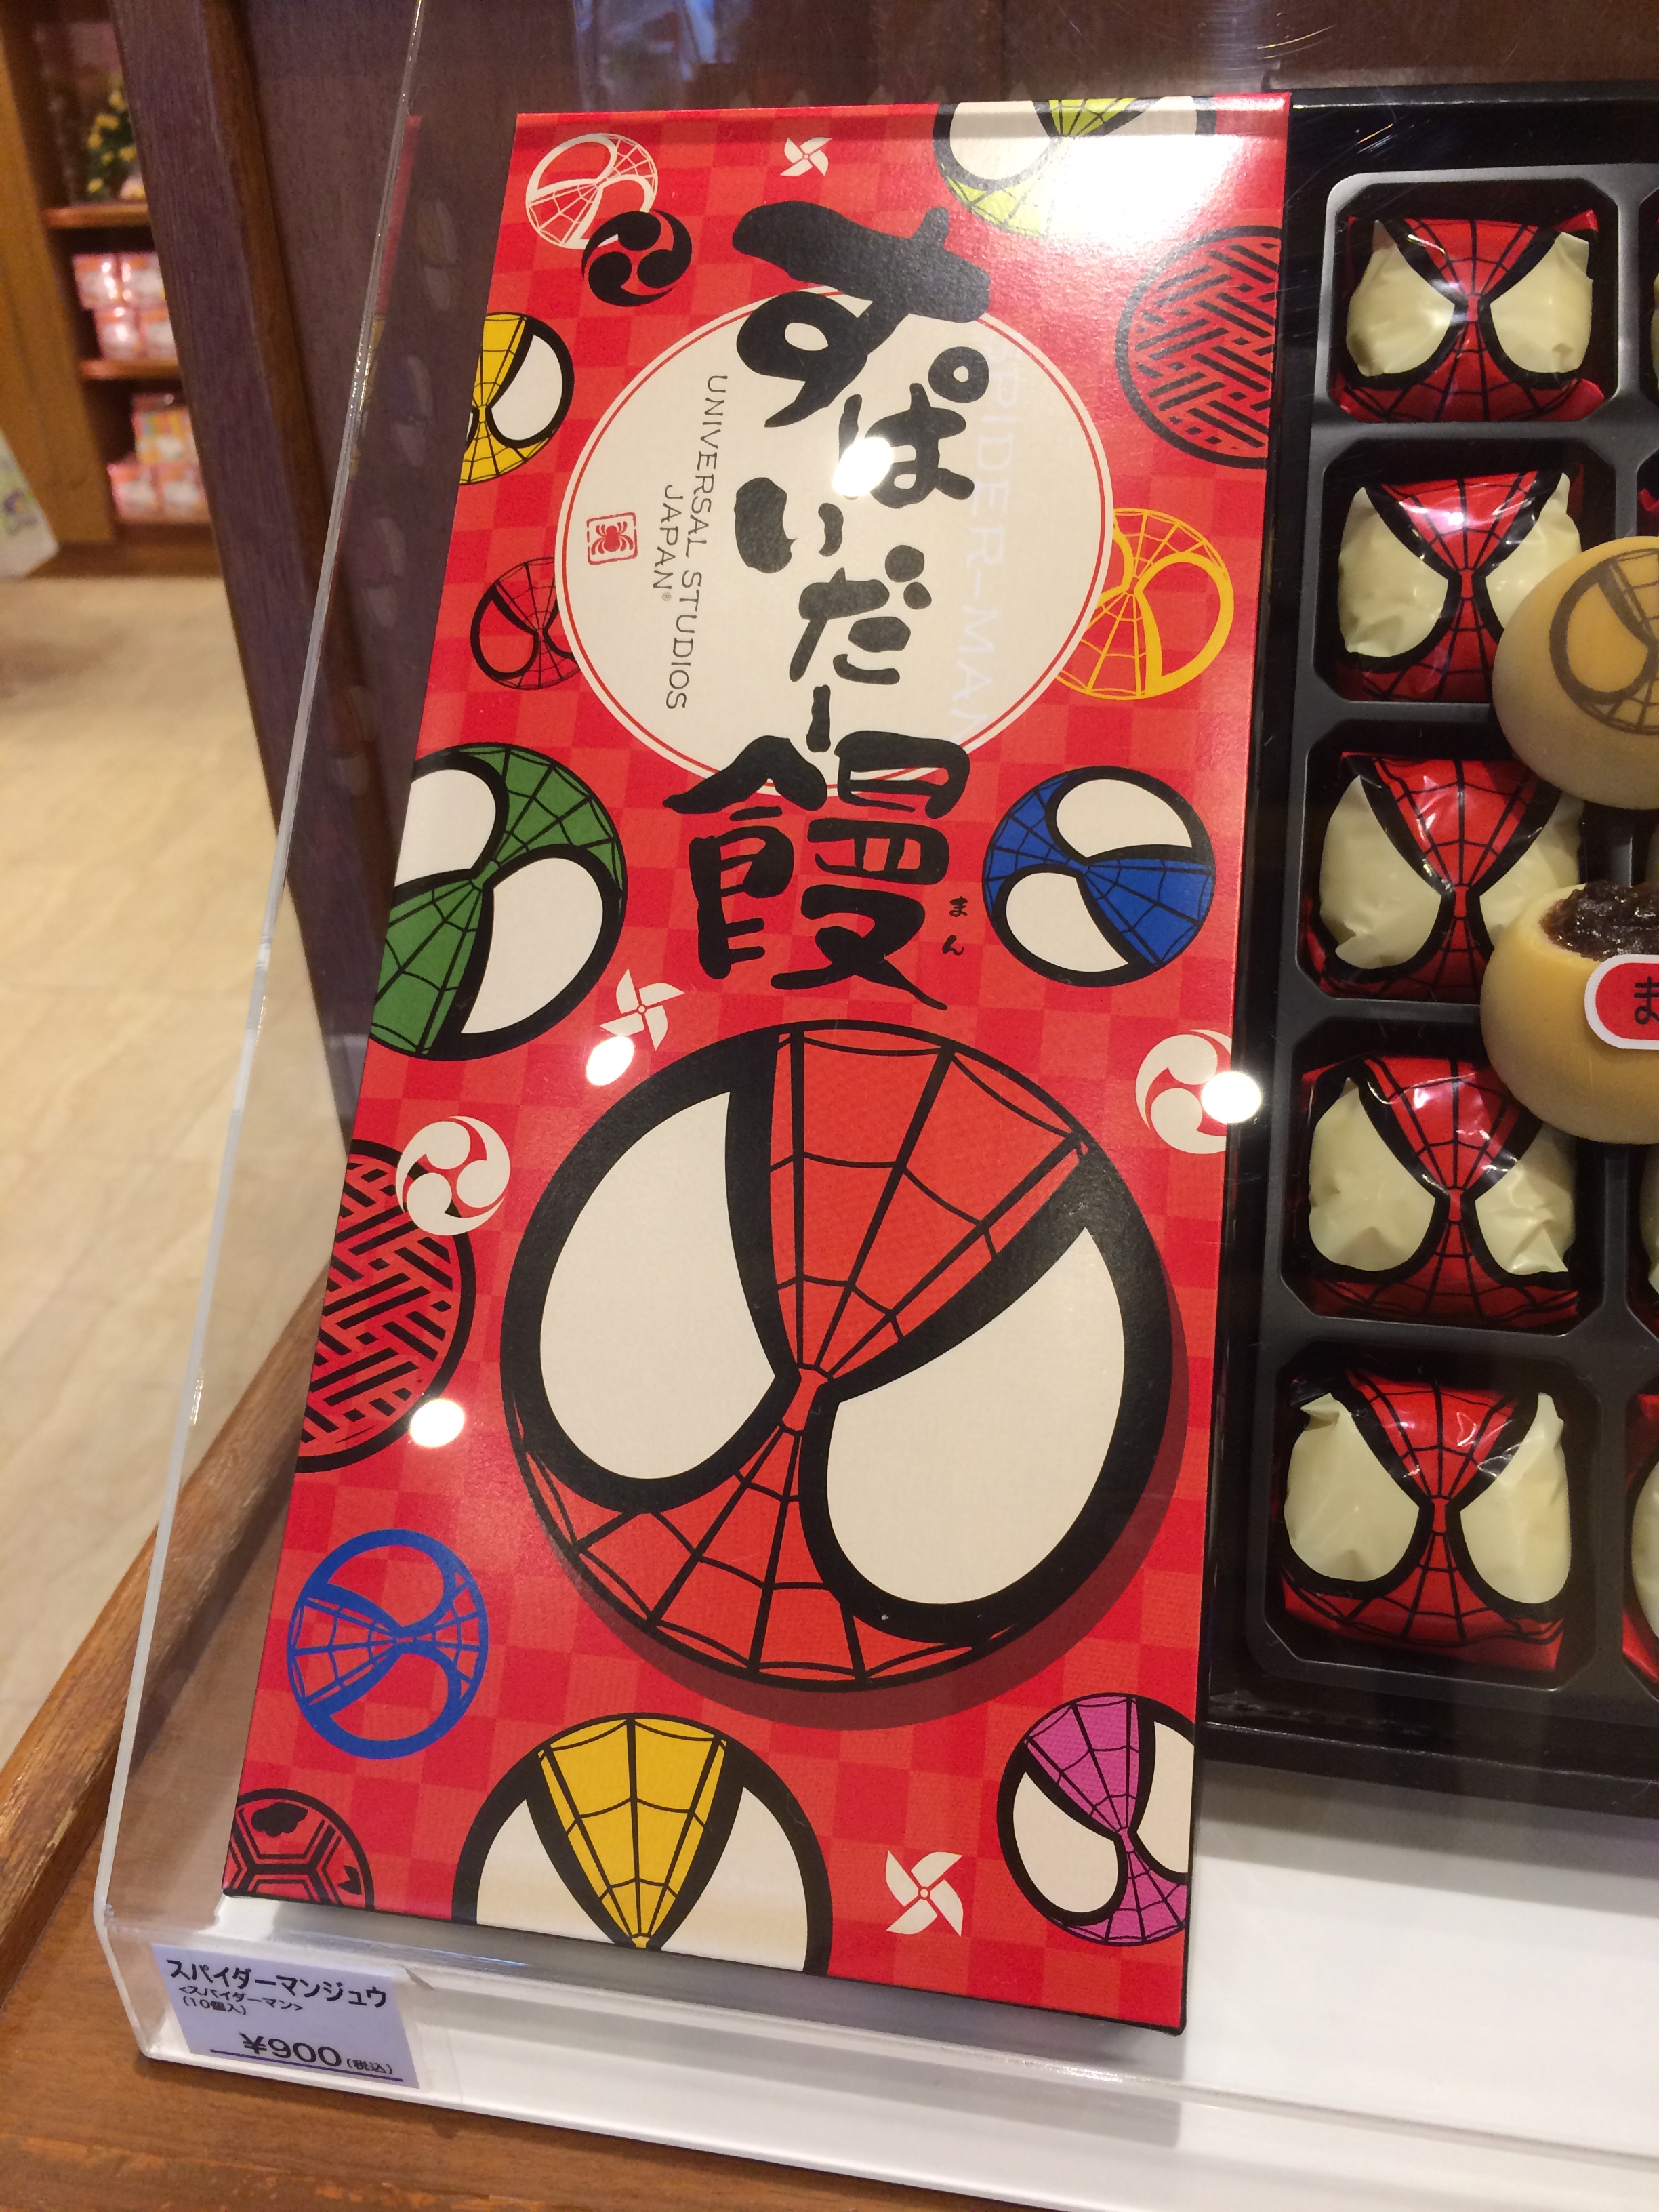 すぱいだー饅
まん
SPIDER-MAN
UNIVERSAL STUDIOS
JAPAN®
スパイダーマンジュウ
<スパイダーマン>
(10個入)
¥900(税込)